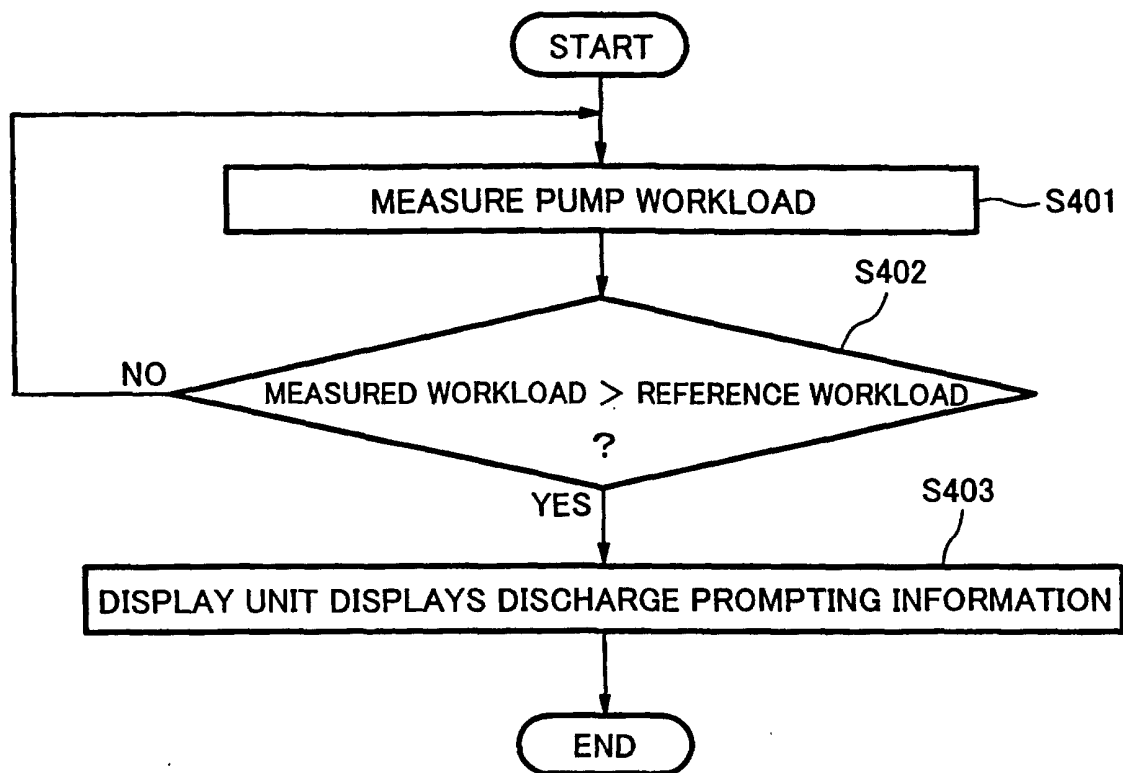 START
MEASURE PUMP WORKLOAD
S401
S402
NO
MEASURED WORKLOAD > REFERENCE WORKLOAD
?
YES
S403
DISPLAY UNIT DISPLAYS DISCHARGE PROMPTING INFORMATION
END